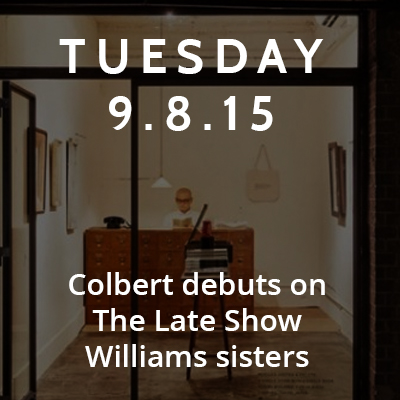 TUESDAY
9.8.15
Colbert debuts on
The Late Show
Williams sisters